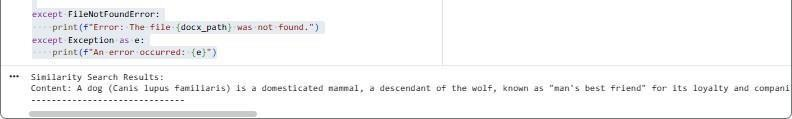 except FileNotFoundError:
    print(f"Error: The file {docx_path} was not found.")
except Exception as e:
    print(f"An error occurred: {e}")
Similarity Search Results:
Content: A dog (Canis lupus familiaris) is a domesticated mammal, a descendant of the wolf, known as "man's best friend" for its loyalty and compani
------------------------------